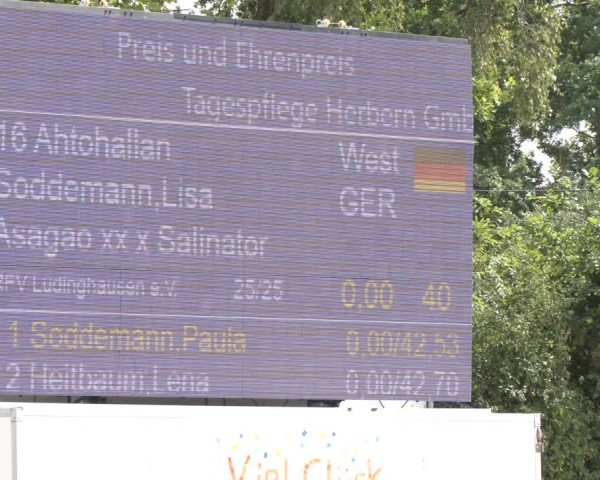 Preis und Ehrenpreis
Tagespflege Herborn Gm
16 Ahtohallan West
Soddemann,Lisa GER
Asagao xx x Salinator
RFV Lüdinghausen e.V. 25/25 0,00 40
1 Soddemann,Paula 0,00/42,53
2 Heitbaum,Lena 0,00/42,70
Viel Glück